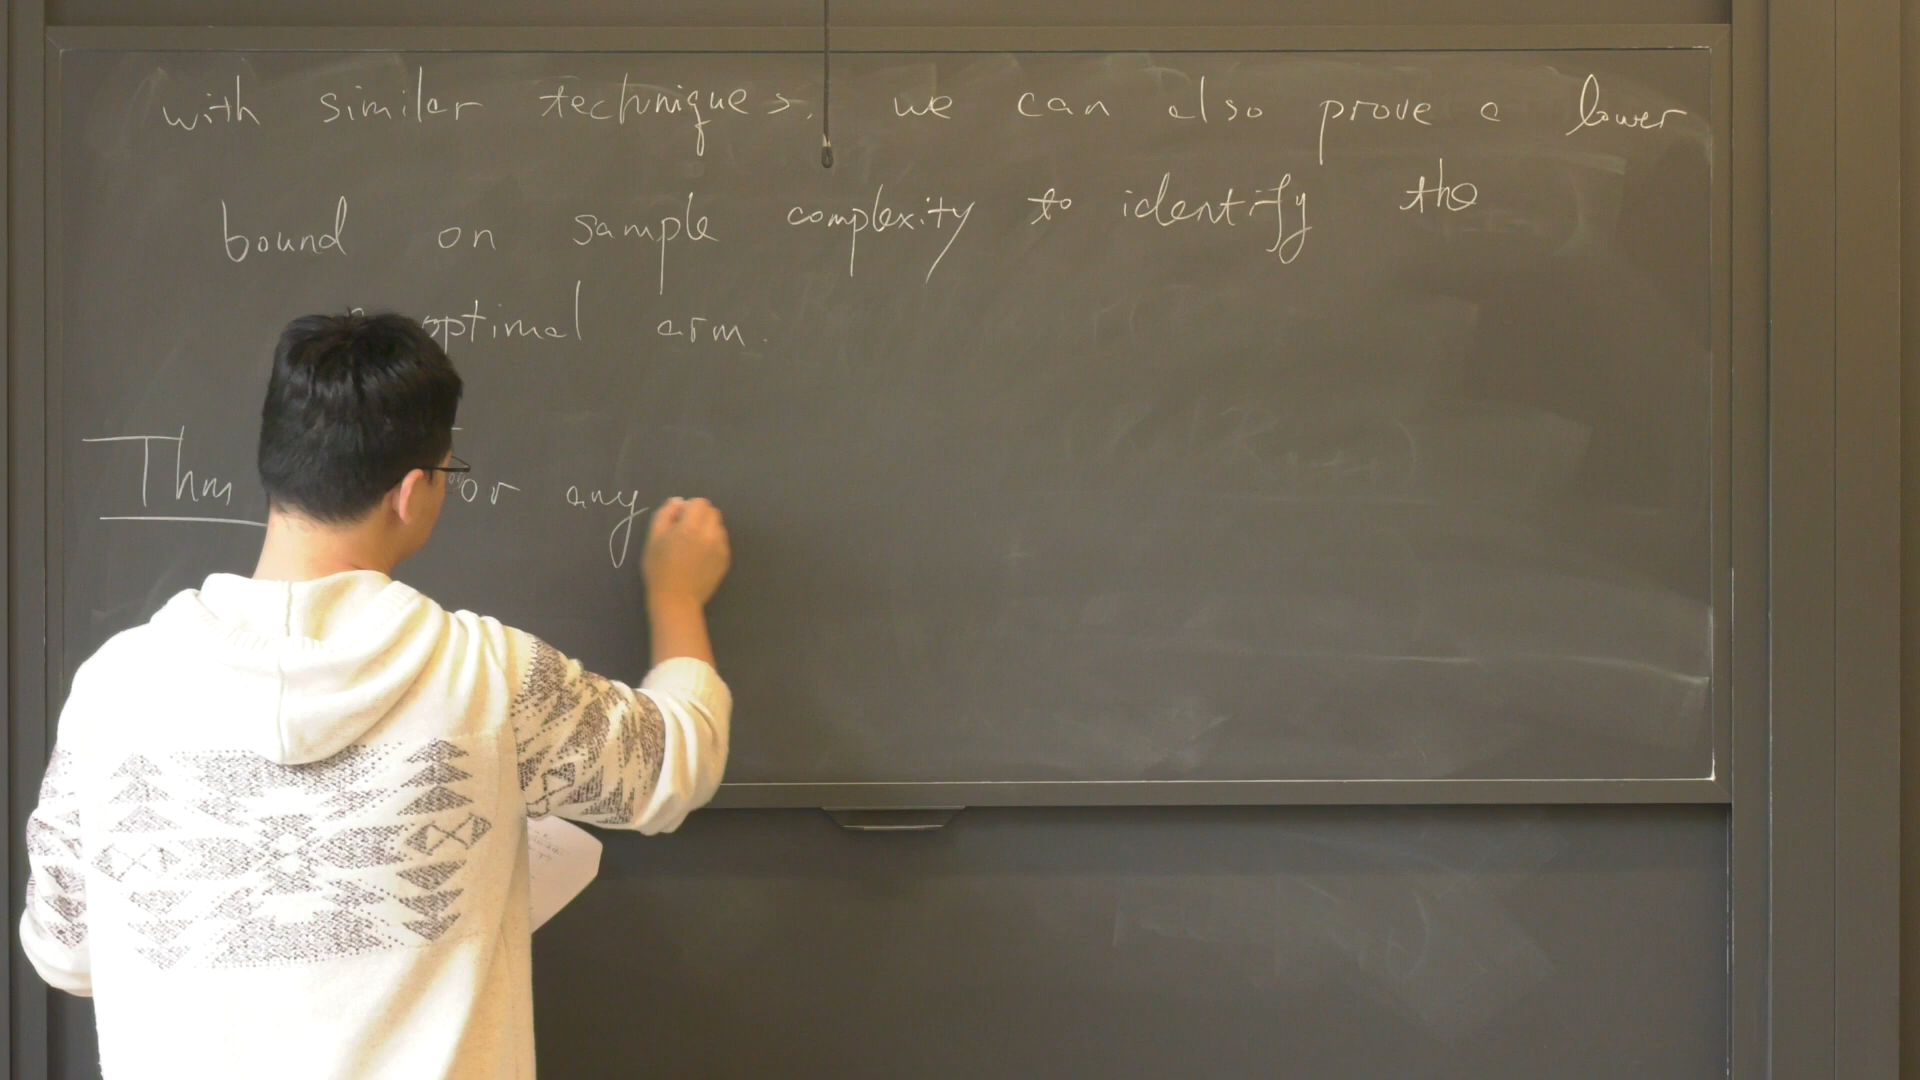 with similar techniques, we can also prove a lower
bound on sample complexity to identify the
optimal arm.
Thm For any